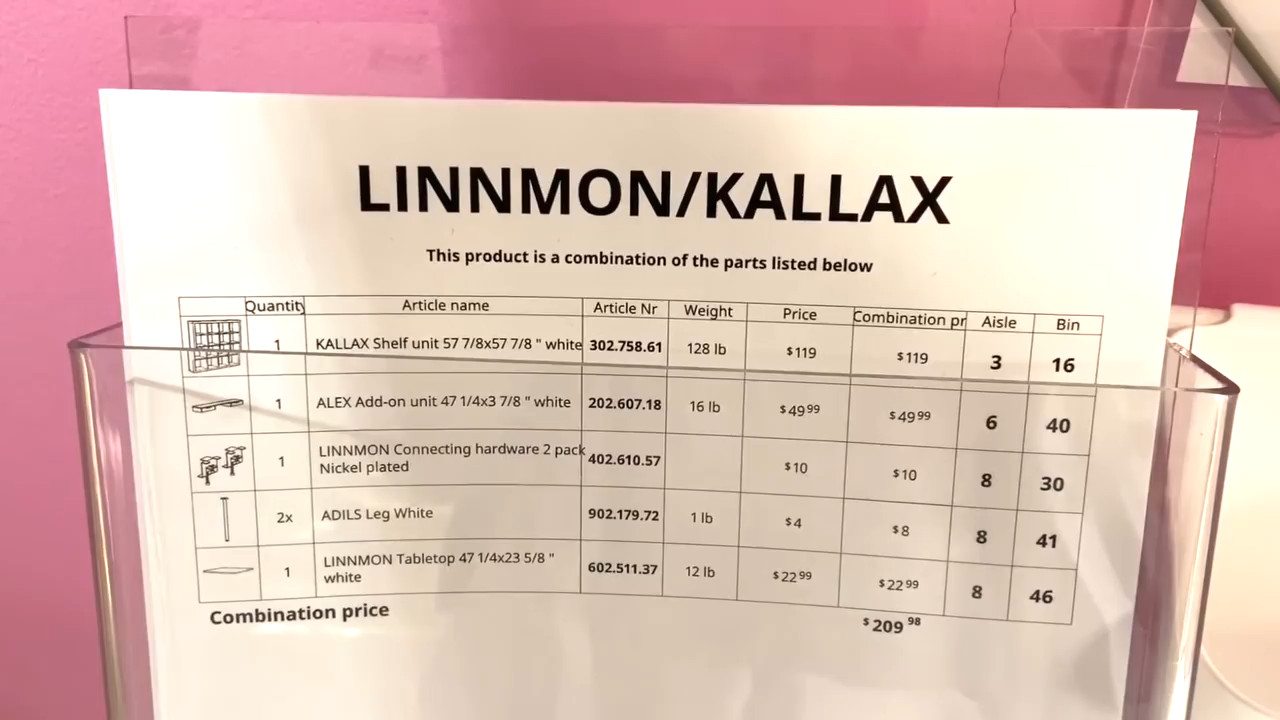 LINNMON/KALLAX
This product is a combination of the parts listed below
Quantity Article name Article Nr Weight Price Combination pr Aisle Bin
1 KALLAX Shelf unit 57 7/8x57 7/8 " white 302.758.61 128 lb $119 $119 3 16
1 ALEX Add-on unit 47 1/4x3 7/8 " white 202.607.18 16 lb $49.99 $49.99 6 40
1 LINNMON Connecting hardware 2 pack 402.610.57 $10 $10 8 30
Nickel plated
2x ADILS Leg White 902.179.72 1 lb $4 $8 8 41
1 LINNMON Tabletop 47 1/4x23 5/8 " 602.511.37 12 lb $22.99 $22.99 8 46
white
Combination price $209.98